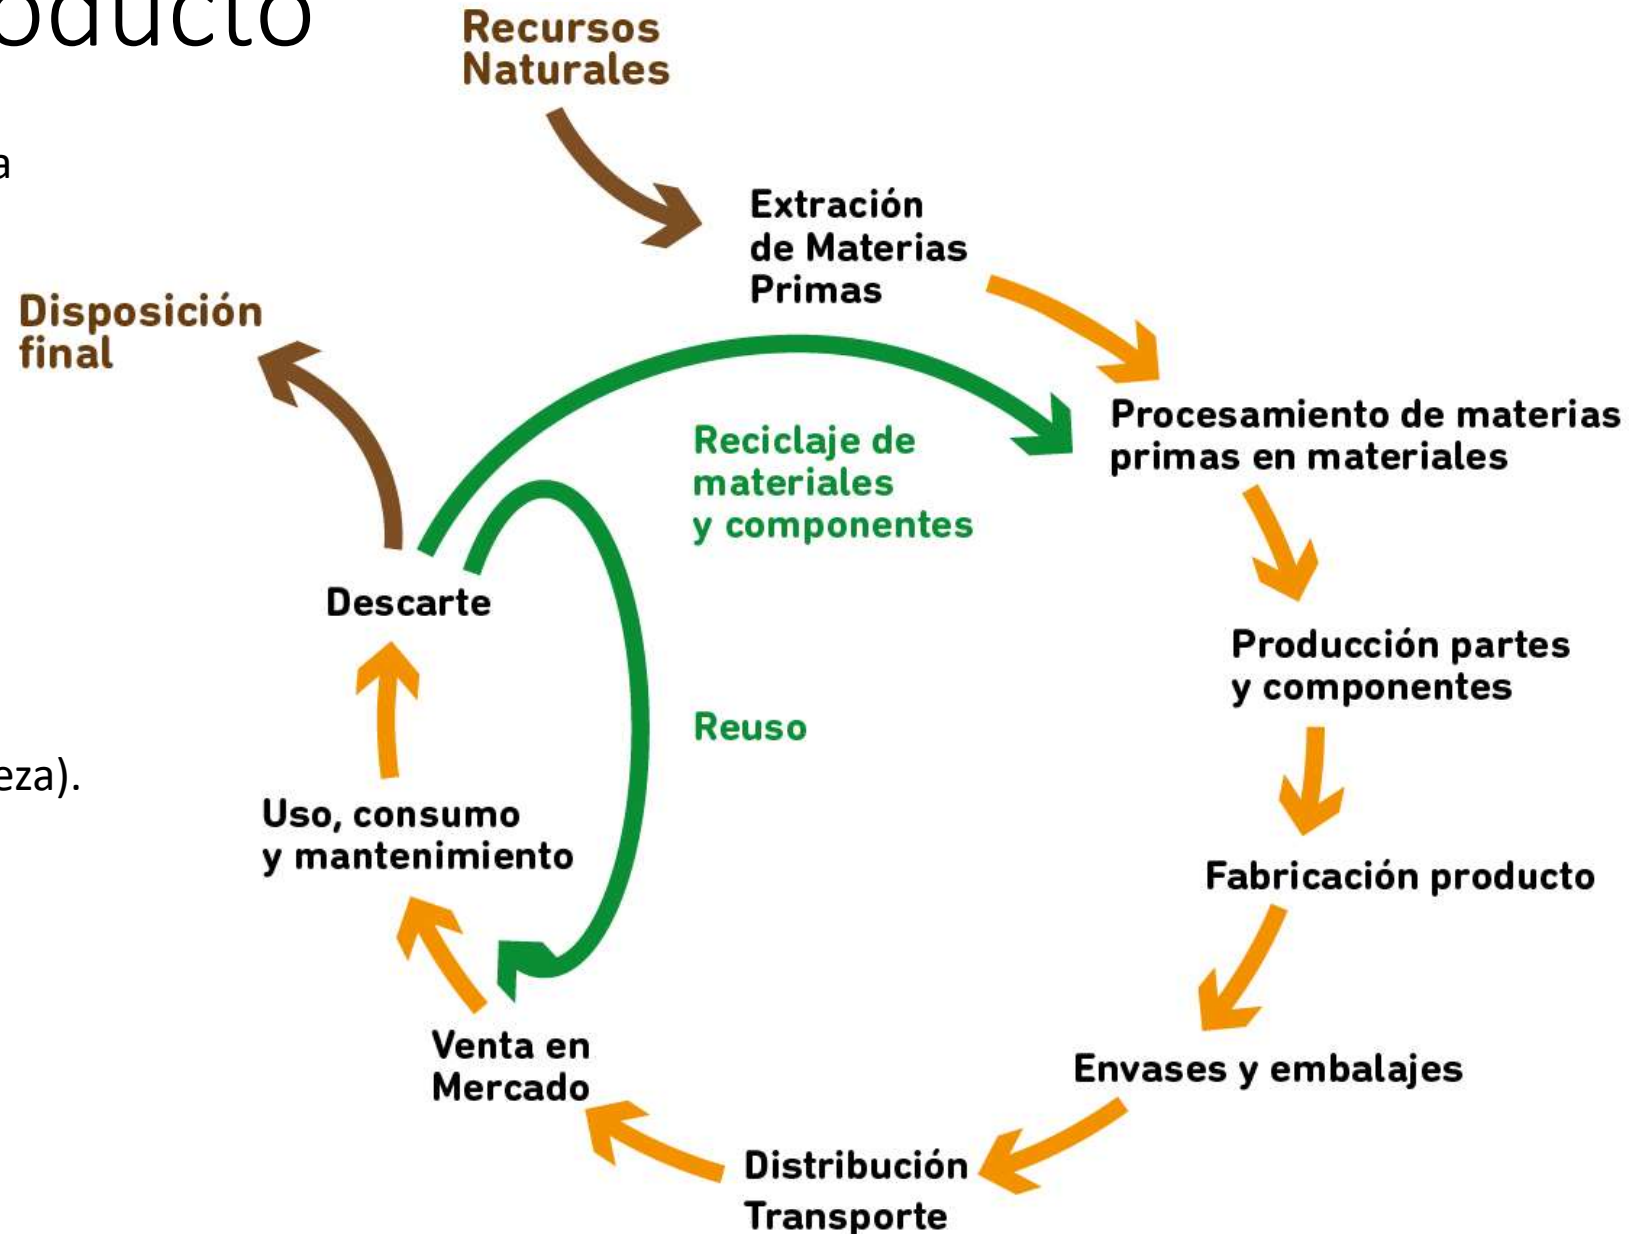 oducto
Recursos
Naturales
a
Extración
de Materias
Primas
Disposición
final
Procesamiento de materias
primas en materiales
Reciclaje de
materiales
y componentes
Descarte
Producción partes
y componentes
Reuso
eza).
Uso, consumo
y mantenimiento
Fabricación producto
Venta en
Mercado
Envases y embalajes
Distribución
Transporte